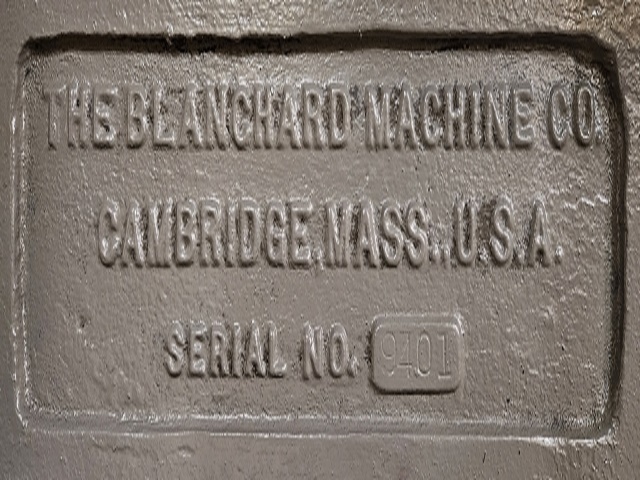 THE BLANCHARD MACHINE CO.
CAMBRIDGE, MASS., U.S.A.
SERIAL NO. 9401